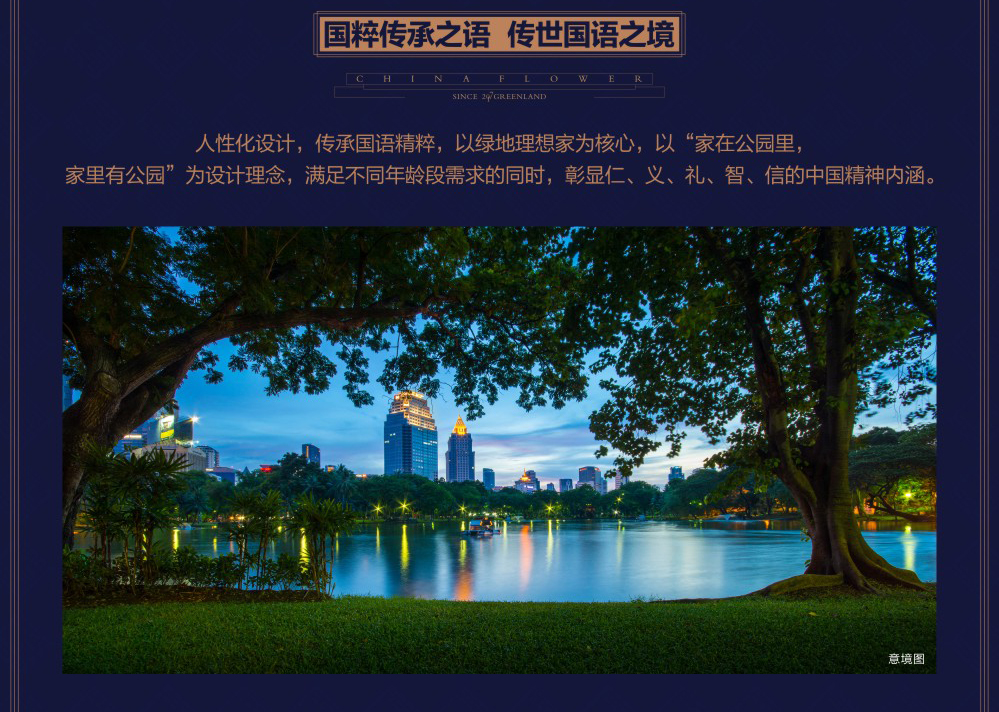 国粹传承之语 传世国语之境
CHINA FLOWER
人性化设计，传承国语精粹，以绿地理想家为核心，以“家在公园里，
家里有公园”为设计理念，满足不同年龄段需求的同时，彰显仁、义、礼、智、信的中国精神内涵。
意境图